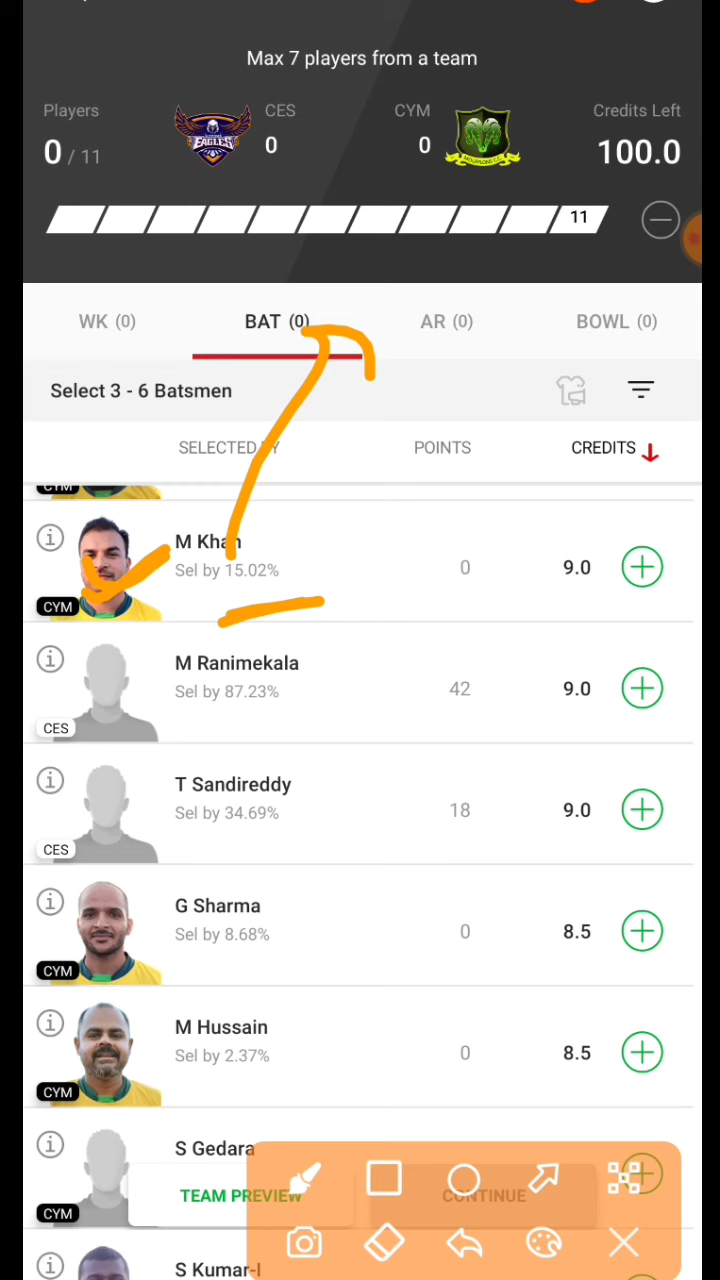 Max 7 players from a team
Players CES CYM Credits Left
0 / 11 0 0 100.0
EAGLES
MOUFLONS C.C.
11
WK (0) BAT (0) AR (0) BOWL (0)
Select 3 - 6 Batsmen
SELECTED BY POINTS CREDITS
CYM
M Khan
Sel by 15.02% 0 9.0
CYM
M Ranimekala
Sel by 87.23% 42 9.0
CES
T Sandireddy
Sel by 34.69% 18 9.0
CES
G Sharma
Sel by 8.68% 0 8.5
CYM
M Hussain
Sel by 2.37% 0 8.5
CYM
S Gedara
TEAM PREVIEW CONTINUE
CYM
S Kumar-I